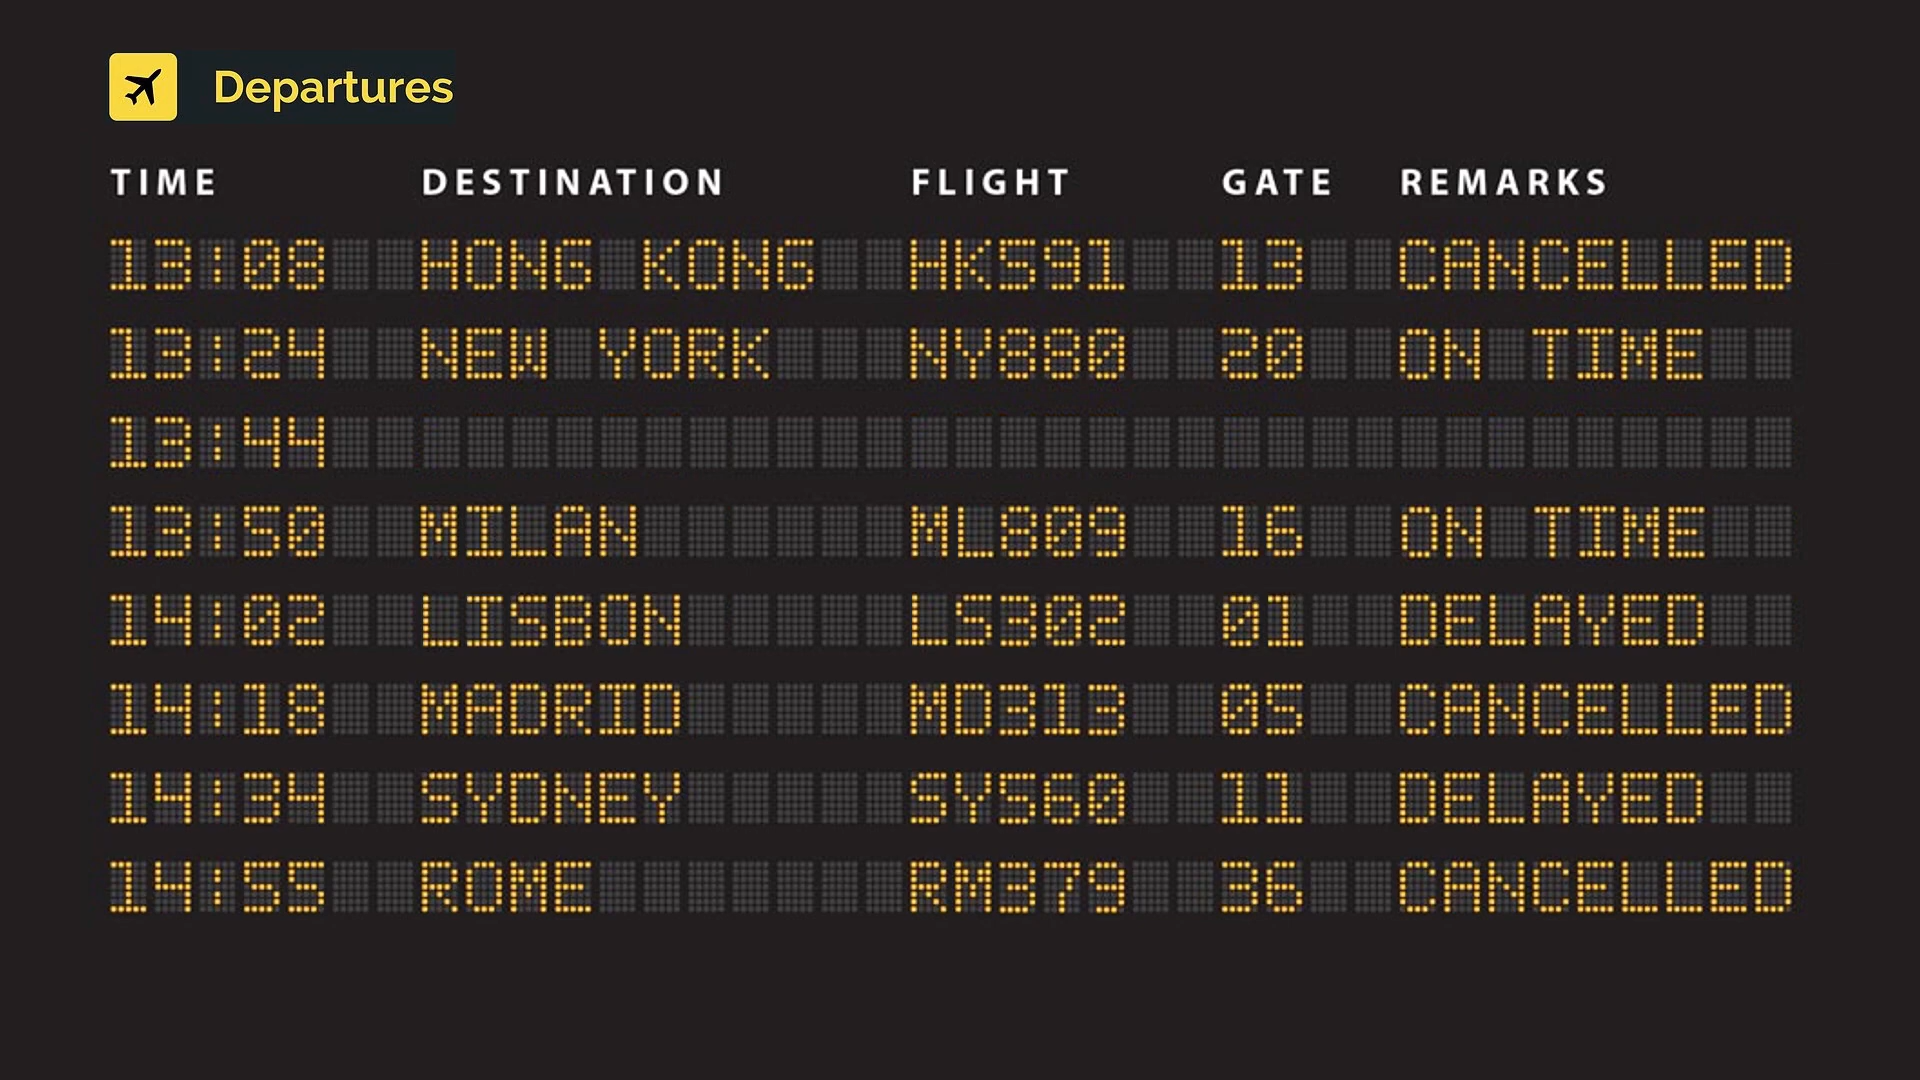 Departures
TIME DESTINATION FLIGHT GATE REMARKS
13:08 HONG KONG HK591 13 CANCELLED
13:24 NEW YORK NY880 20 ON TIME
13:44
13:50 MILAN ML809 16 ON TIME
14:02 LISBON LS302 01 DELAYED
14:18 MADRID MD313 05 CANCELLED
14:34 SYDNEY SY560 11 DELAYED
14:55 ROME RM379 36 CANCELLED